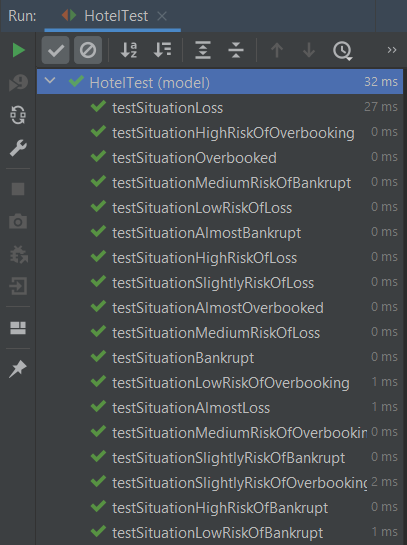 Run: HotelTest
HotelTest (model) 32 ms
testSituationLoss 27 ms
testSituationHighRiskOfOverbooking 0 ms
testSituationOverbooked 0 ms
testSituationMediumRiskOfBankrupt 0 ms
testSituationLowRiskOfLoss 0 ms
testSituationAlmostBankrupt 0 ms
testSituationHighRiskOfLoss 0 ms
testSituationSlightlyRiskOfLoss 0 ms
testSituationAlmostOverbooked 0 ms
testSituationMediumRiskOfLoss 0 ms
testSituationBankrupt 0 ms
testSituationLowRiskOfOverbooking 1 ms
testSituationAlmostLoss 1 ms
testSituationMediumRiskOfOverbookin 0 ms
testSituationSlightlyRiskOfBankrupt 0 ms
testSituationSlightlyRiskOfOverbooking 2 ms
testSituationHighRiskOfBankrupt 0 ms
testSituationLowRiskOfBankrupt 1 ms